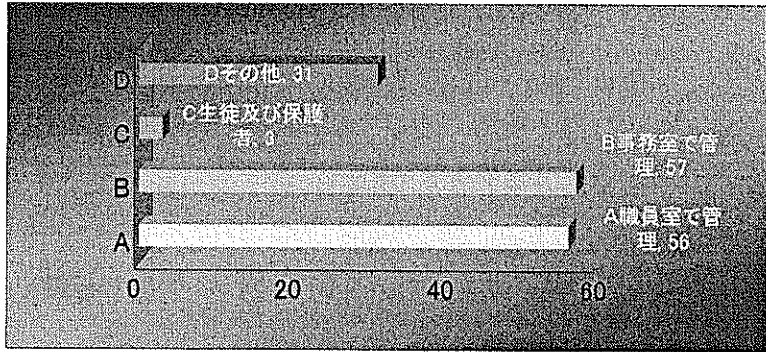 D
Dその他, 31
C
C生徒及び保護
者, 3
B
B事務室で管
理, 57
A
A職員室で管
理, 56
0
20
40
60